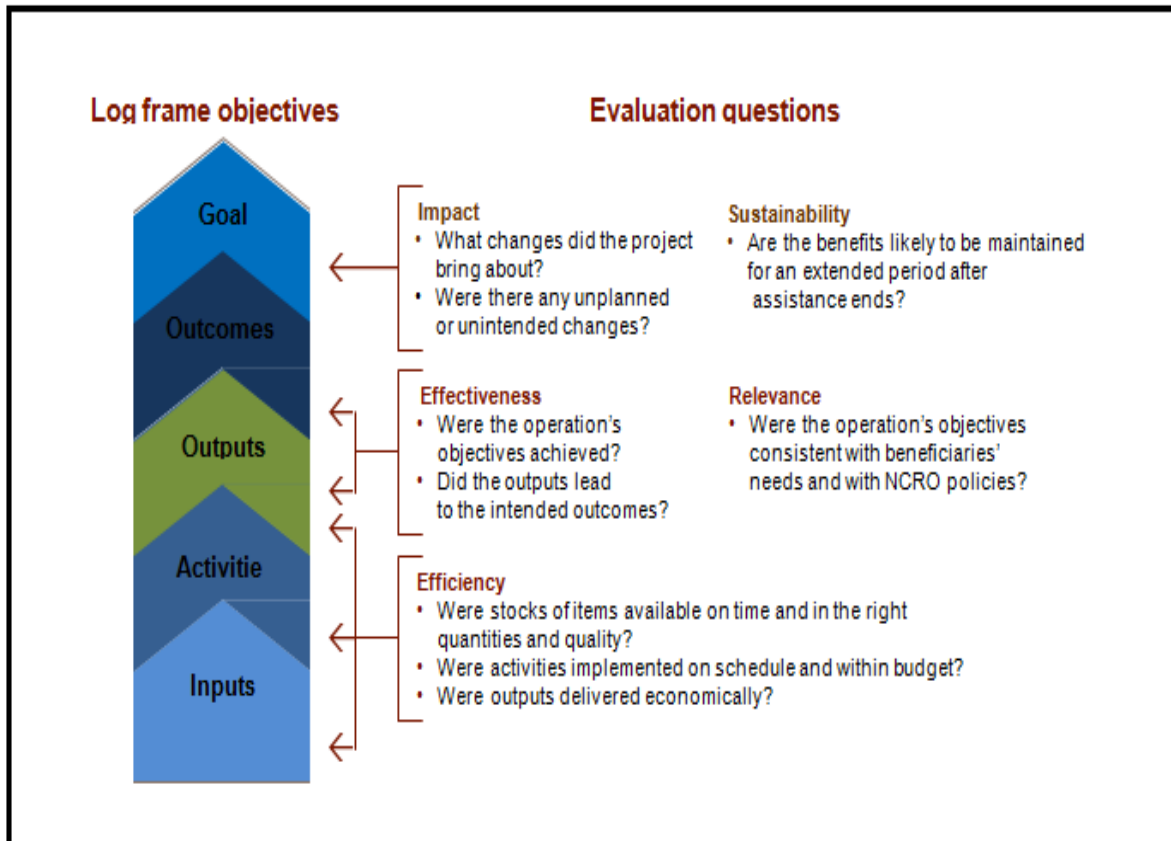 Log frame objectives
Evaluation questions
Goal
Outcomes
Outputs
Activitie
Inputs
Impact
• What changes did the project
bring about?
• Were there any unplanned
or unintended changes?
Sustainability
• Are the benefits likely to be maintained
for an extended period after
assistance ends?
Effectiveness
• Were the operation's
objectives achieved?
• Did the outputs lead
to the intended outcomes?
Relevance
• Were the operation's objectives
consistent with beneficiaries'
needs and with NCRO policies?
Efficiency
• Were stocks of items available on time and in the right
quantities and quality?
• Were activities implemented on schedule and within budget?
• Were outputs delivered economically?